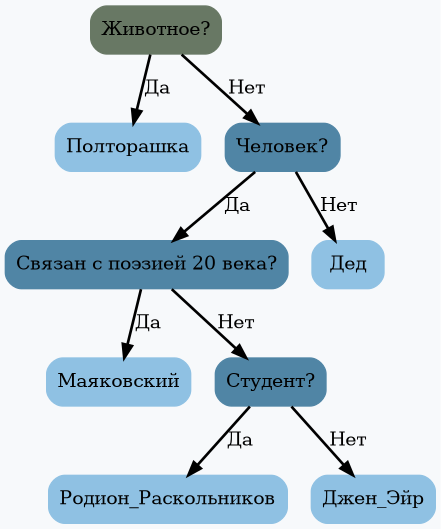 Животное?
Да
Нет
Полторашка
Человек?
Да
Нет
Связан с поэзией 20 века?
Дед
Да
Нет
Маяковский
Студент?
Да
Нет
Родион_Раскольников
Джен_Эйр